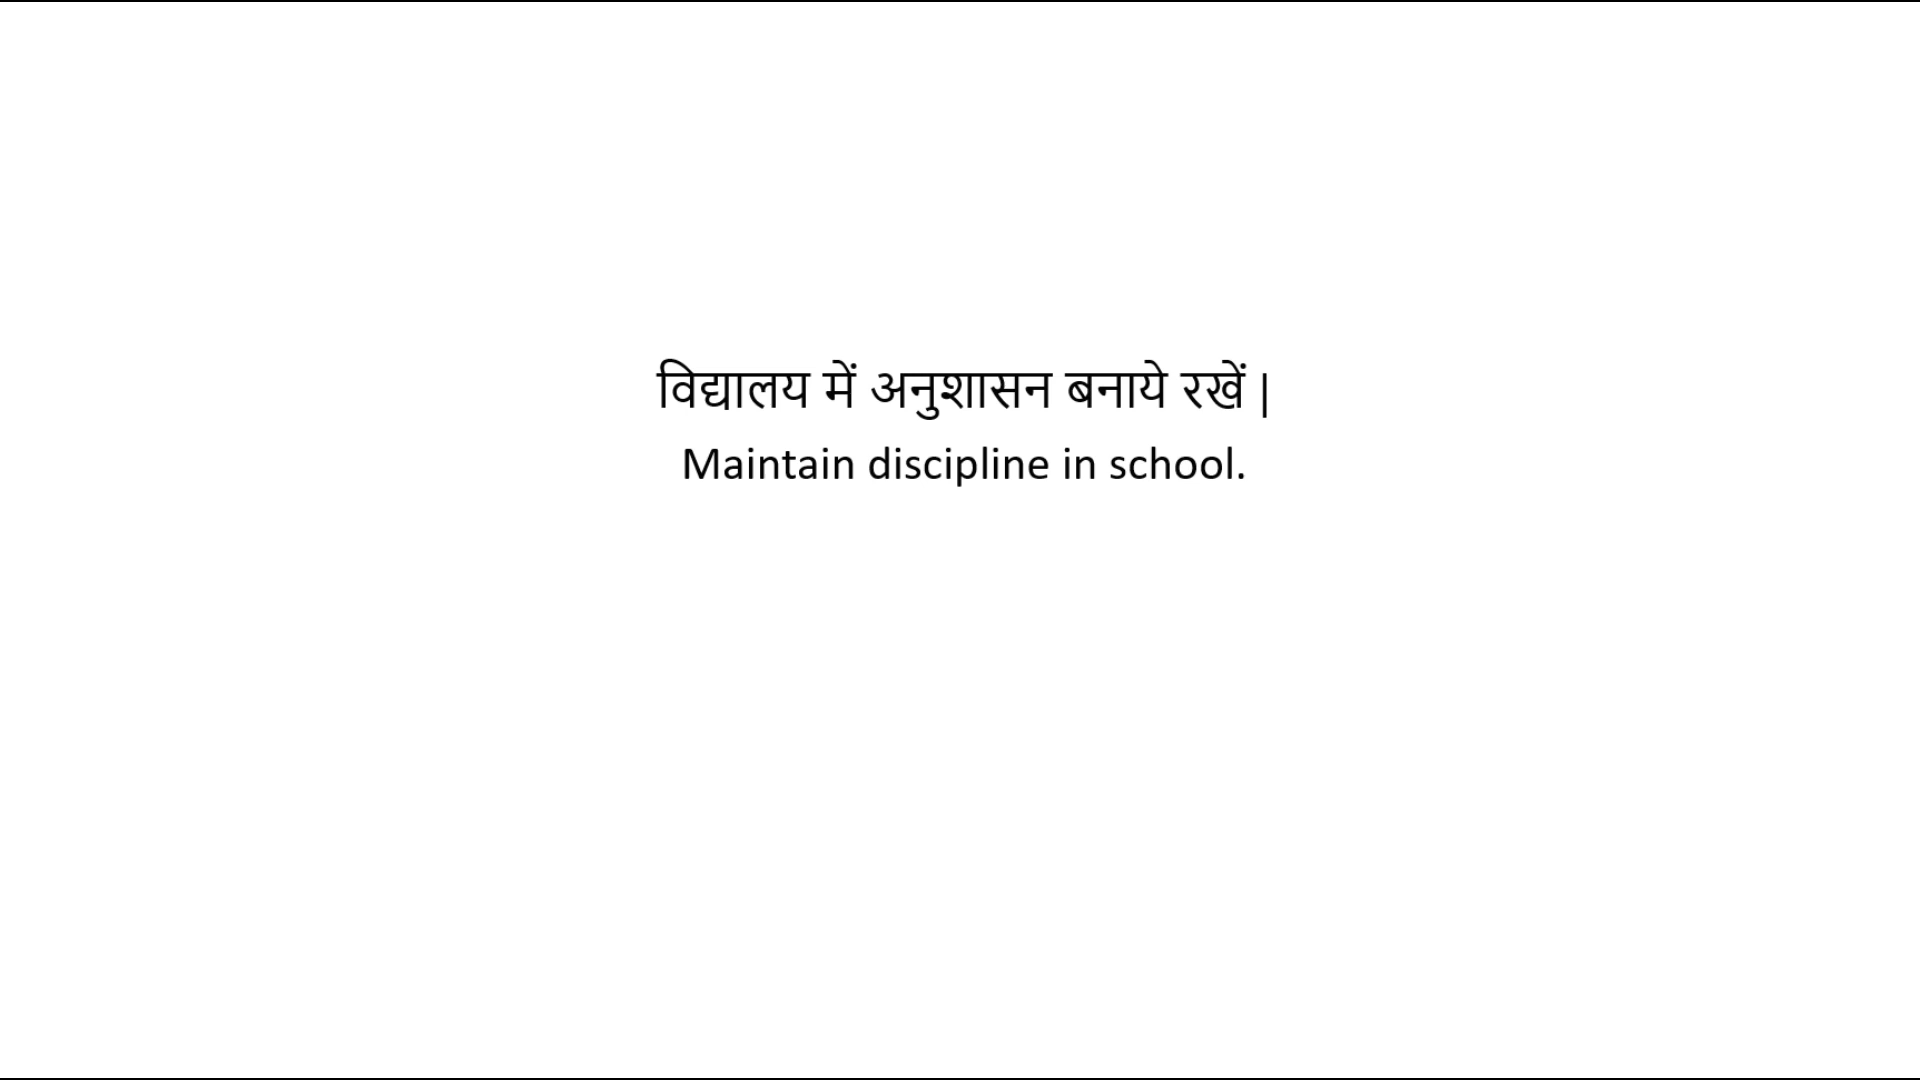 विद्यालय में अनुशासन बनाये रखें |
Maintain discipline in school.